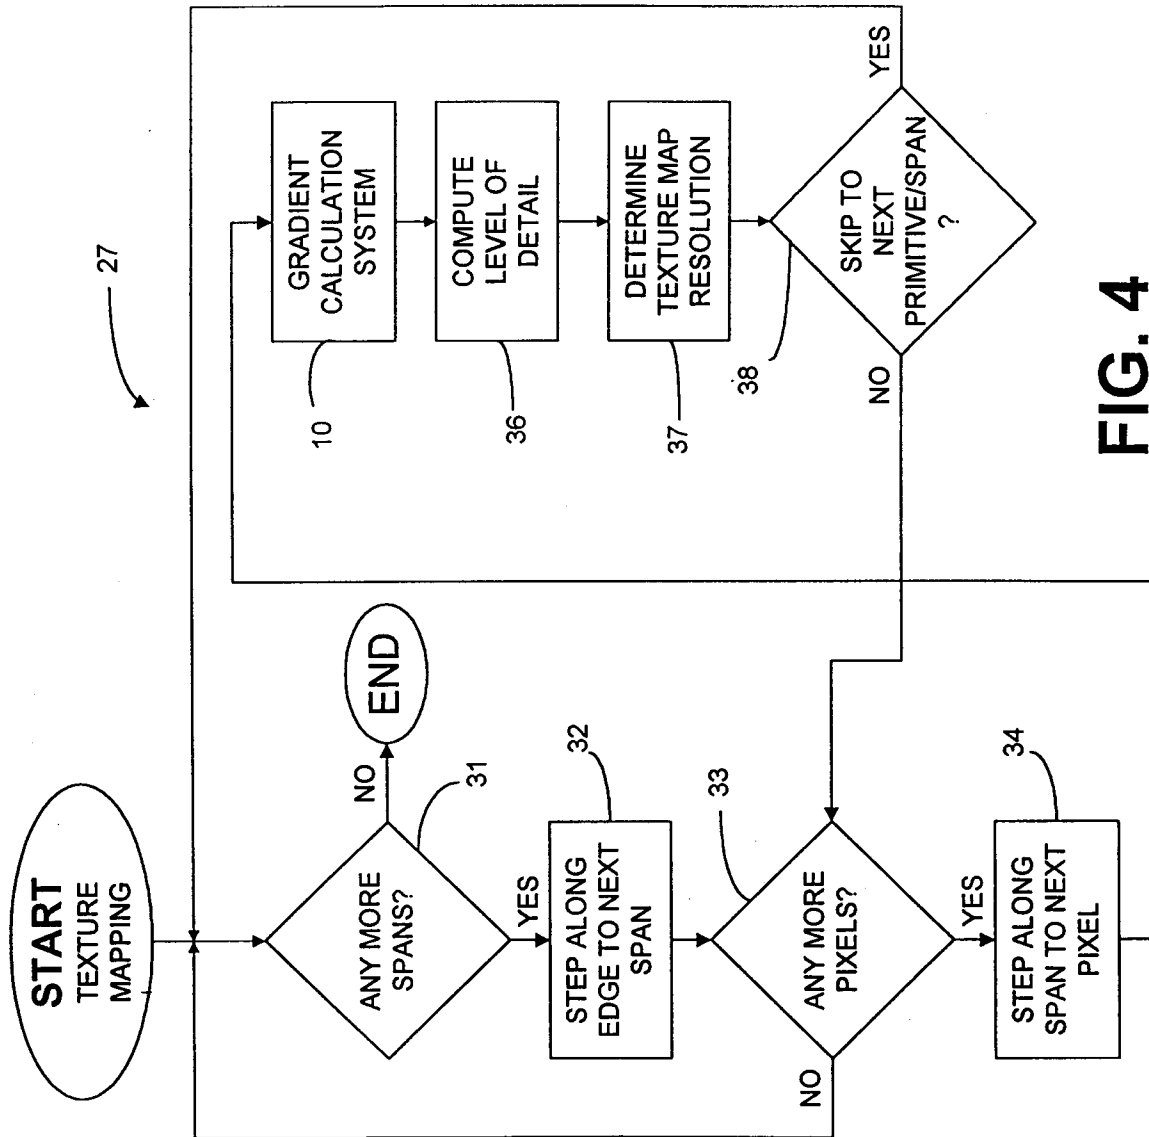 START
TEXTURE
MAPPING
ANY MORE
SPANS?
31
NO
END
YES
STEP ALONG
EDGE TO NEXT
SPAN
32
ANY MORE
PIXELS?
33
NO
YES
STEP ALONG
SPAN TO NEXT
PIXEL
34
27
GRADIENT
CALCULATION
SYSTEM
10
COMPUTE
LEVEL OF
DETAIL
36
DETERMINE
TEXTURE MAP
RESOLUTION
37
SKIP TO
NEXT
PRIMITIVE/SPAN
?
38
YES
NO
FIG. 4